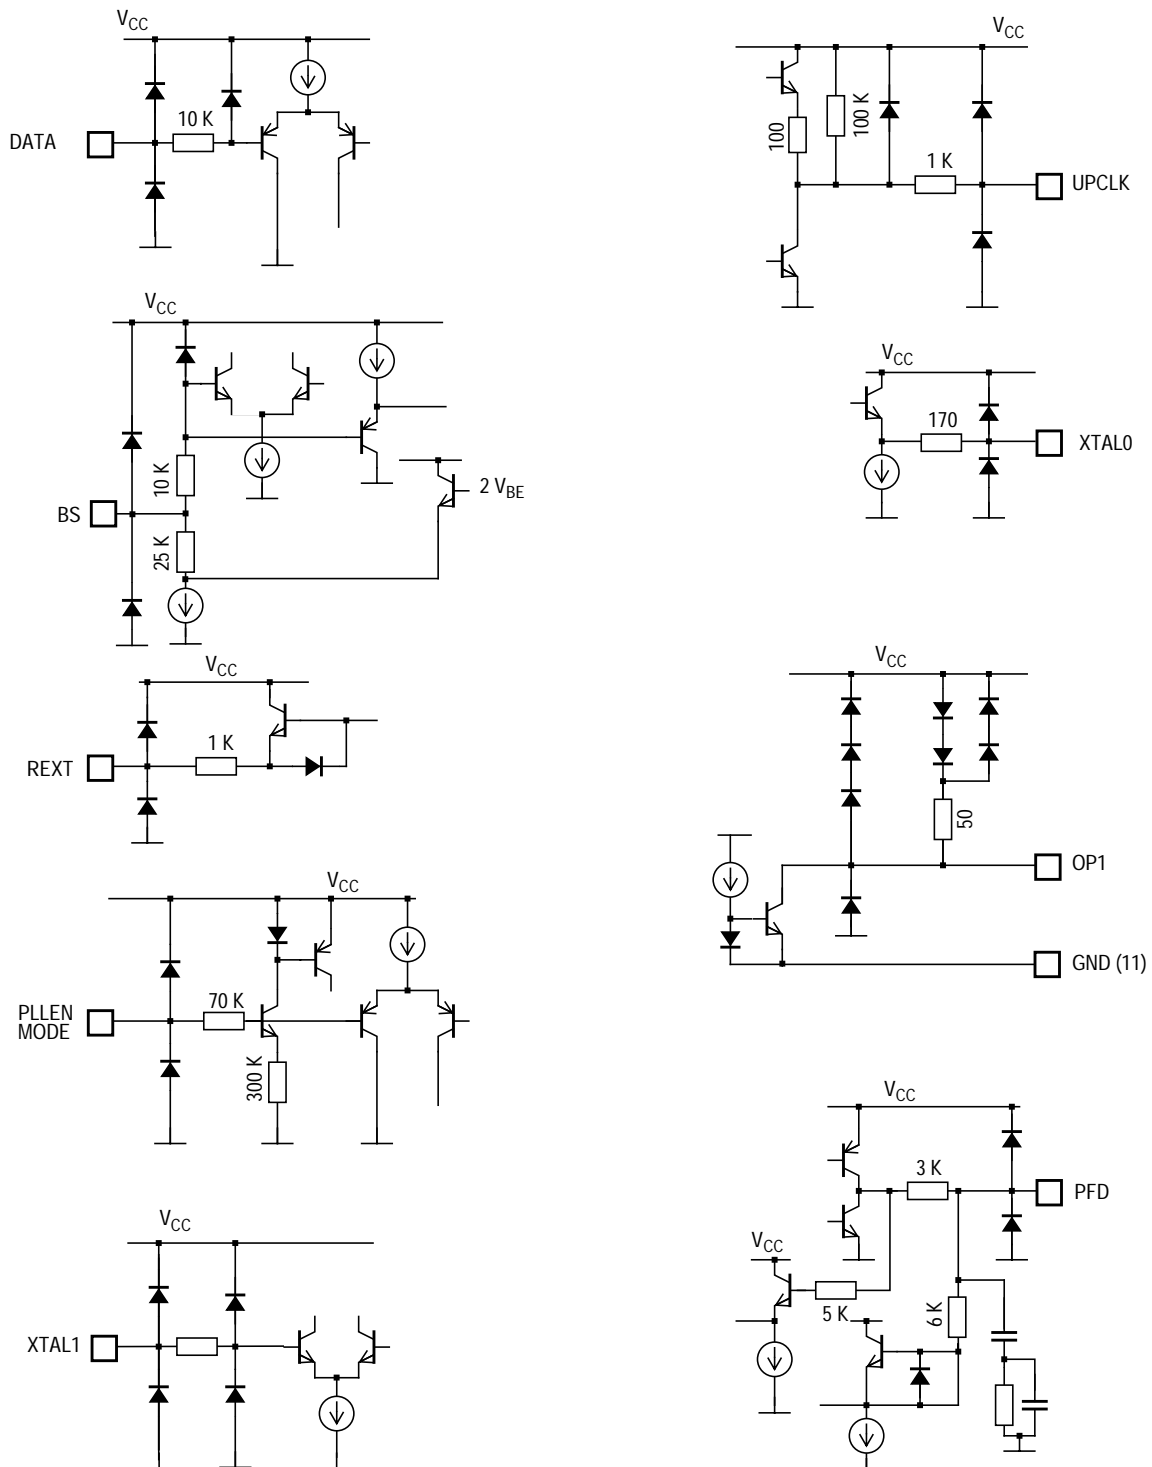 VCC
10 K
DATA
VCC
10 K
BS
25 K
2 VBE
VCC
1 K
REXT
VCC
70 K
PLLEN
MODE
300 K
VCC
XTAL1
VCC
100
100 K
1 K
UPCLK
VCC
170
XTAL0
VCC
50
OP1
GND (11)
VCC
3 K
PFD
VCC
5 K
6 K